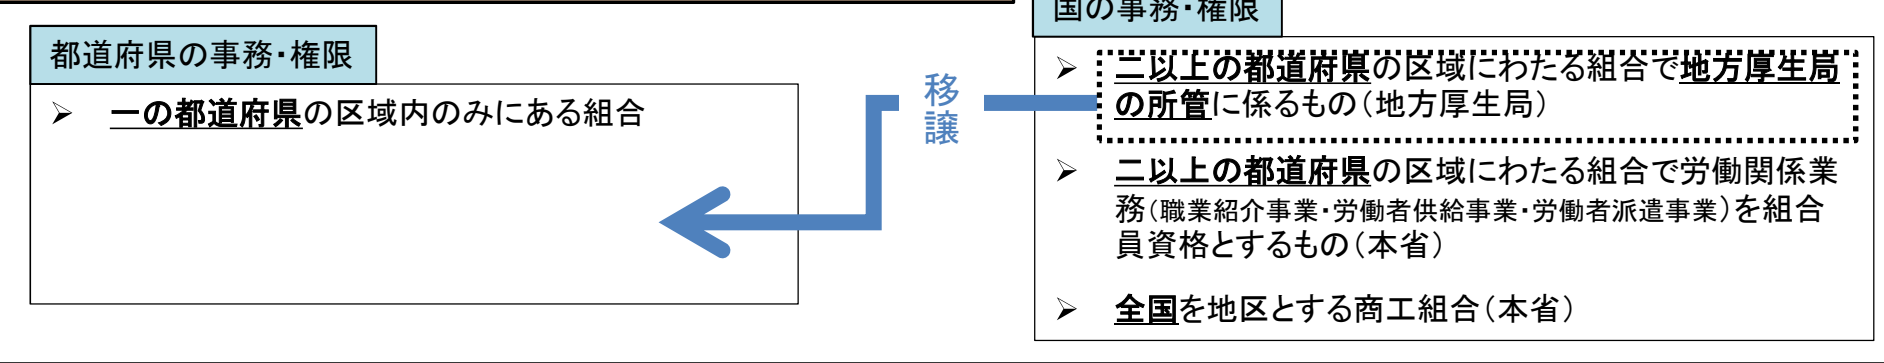 都道府県の事務・権限
➢ 一の都道府県の区域内のみにある組合
移譲
国の事務・権限
➢ 二以上の都道府県の区域にわたる組合で地方厚生局
の所管に係るもの（地方厚生局）
➢ 二以上の都道府県の区域にわたる組合で労働関係業
務（職業紹介事業・労働者供給事業・労働者派遣事業）を組合
員資格とするもの（本省）
➢ 全国を地区とする商工組合（本省）